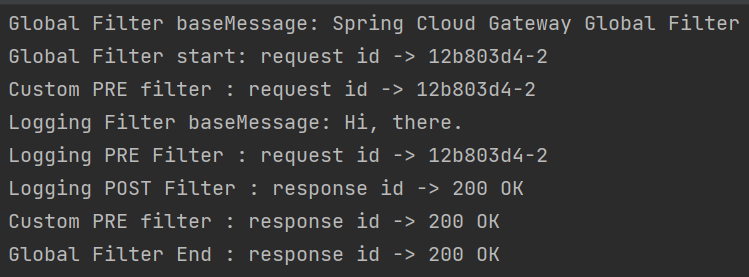 Global Filter baseMessage: Spring Cloud Gateway Global Filter
Global Filter start: request id -> 12b803d4-2
Custom PRE filter : request id -> 12b803d4-2
Logging Filter baseMessage: Hi, there.
Logging PRE Filter : request id -> 12b803d4-2
Logging POST Filter : response id -> 200 OK
Custom PRE filter : response id -> 200 OK
Global Filter End : response id -> 200 OK